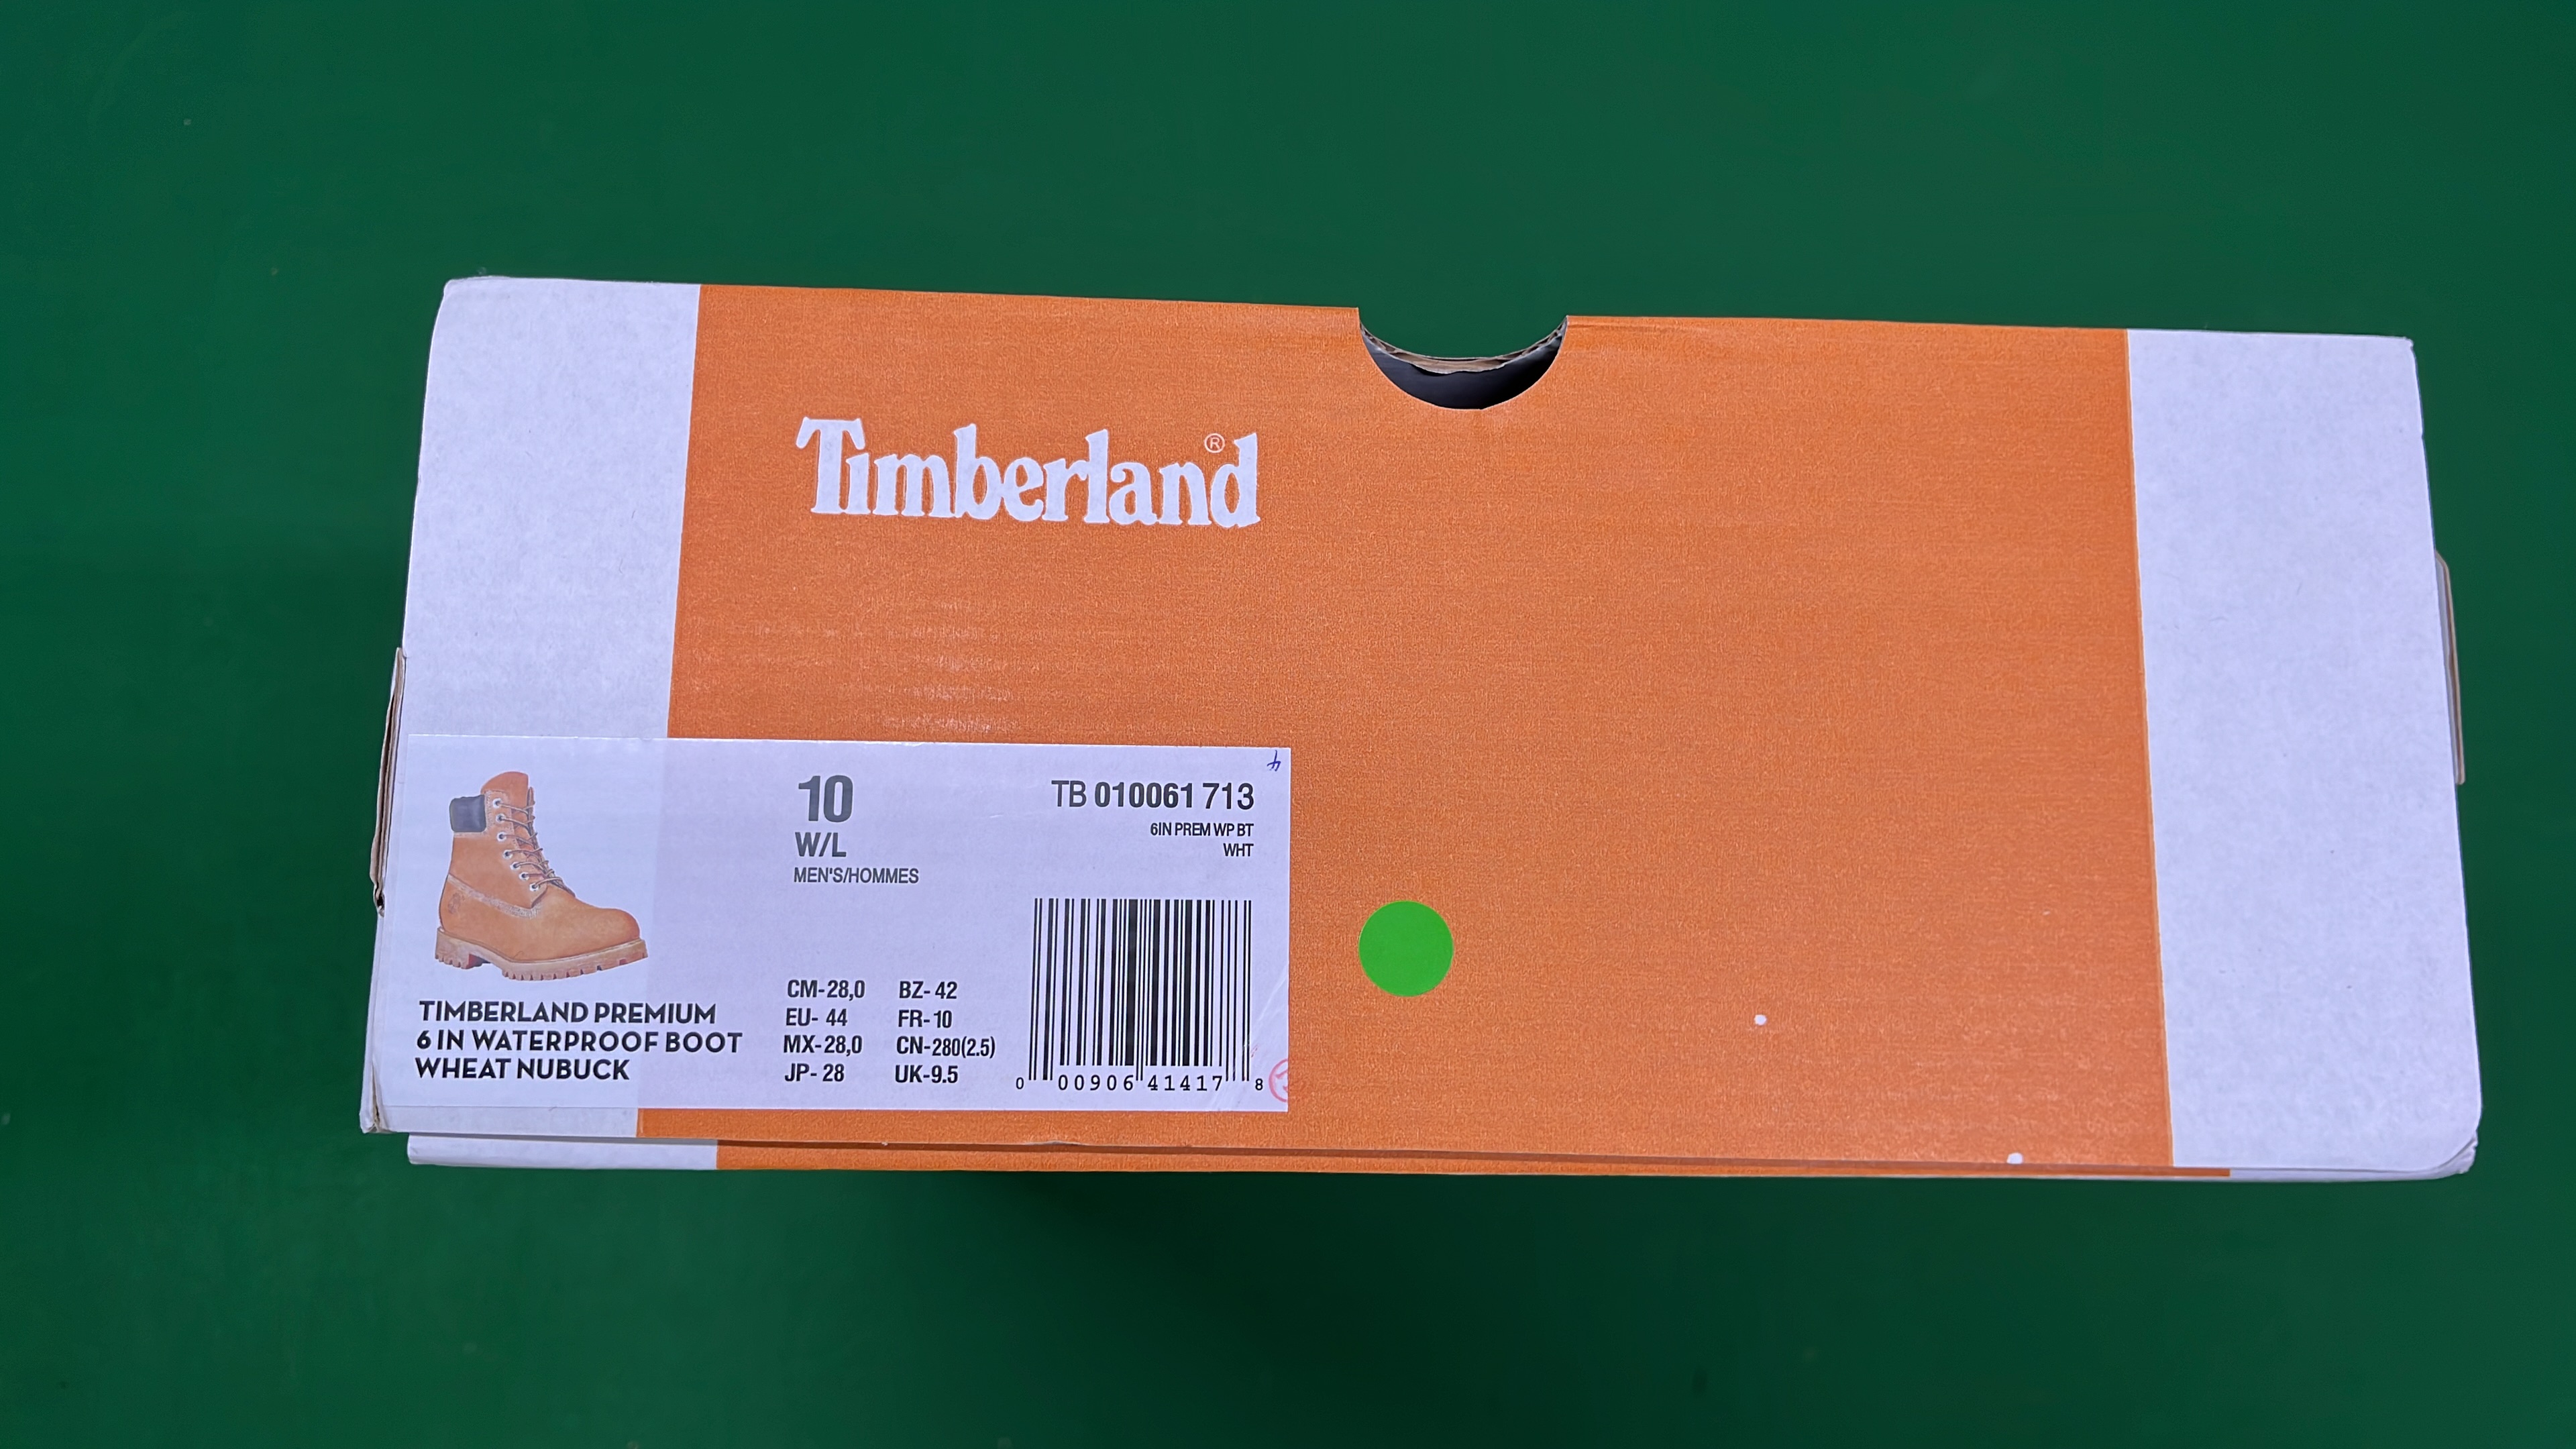 Timberland®
4
10
W/L
MEN'S/HOMMES
TB 010061 713
6IN PREM WP BT
WHT
TIMBERLAND PREMIUM
6 IN WATERPROOF BOOT
WHEAT NUBUCK
CM-28,0 BZ-42
EU-44 FR-10
MX-28,0 CN-280(2.5)
JP-28 UK-9.5
0 00906 41417 8